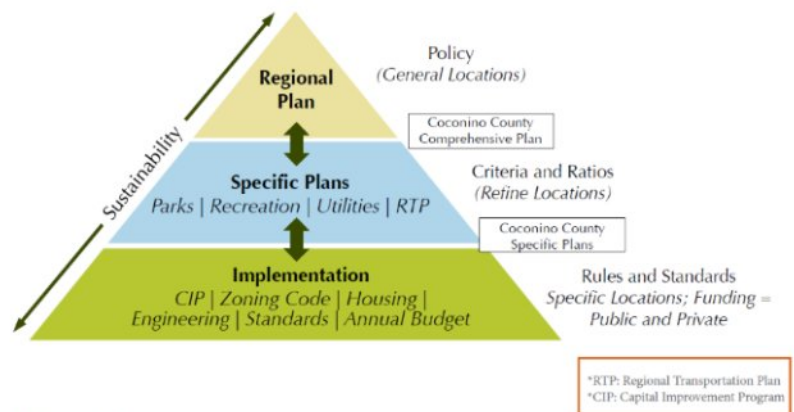 Regional
Plan
Policy
(General Locations)
Coconino County
Comprehensive Plan
Sustainability
Specific Plans
Parks | Recreation | Utilities | RTP
Criteria and Ratios
(Refine Locations)
Coconino County
Specific Plans
Implementation
CIP | Zoning Code | Housing |
Engineering | Standards | Annual Budget
Rules and Standards
Specific Locations; Funding =
Public and Private
*RTP: Regional Transportation Plan
*CIP: Capital Improvement Program